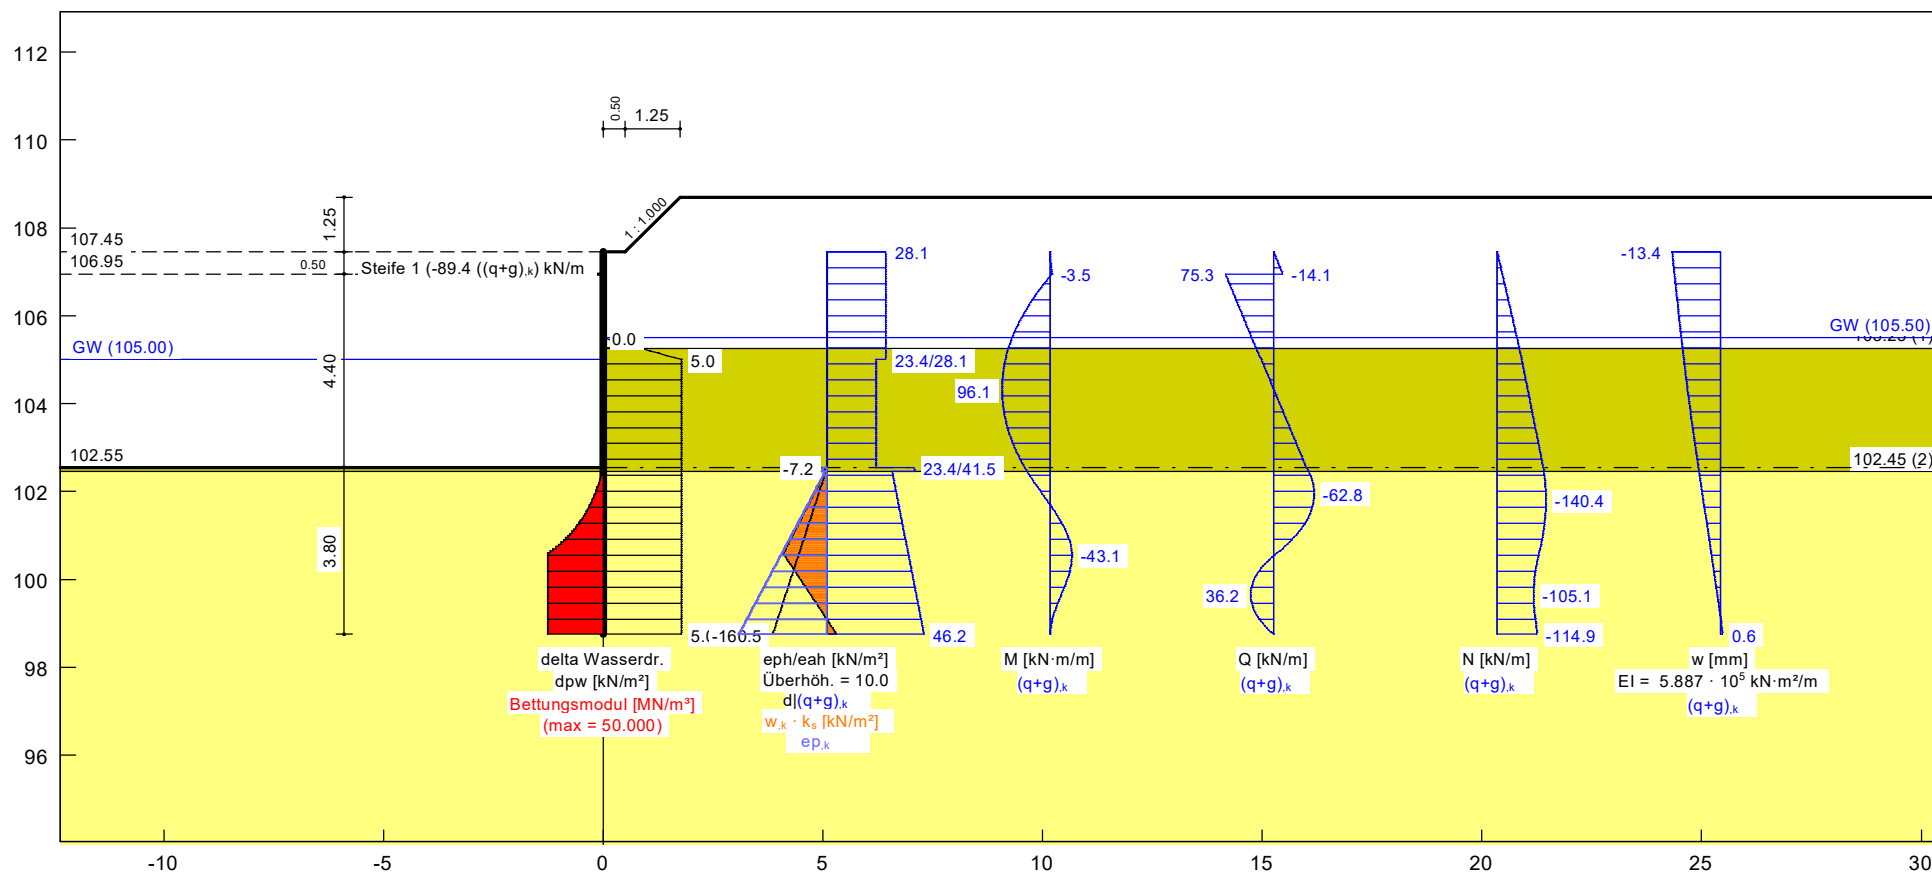 112
110
108
106
104
102
100
98
96
-10
-5
0
5
10
15
20
25
30
0.50
1.25
1.25
1 : 1.000
107.45
106.95
0.50
Steife 1 (-89.4 ((q+g),k) kN/m
GW (105.00)
4.40
102.55
3.80
GW (105.50)
102.45 (2)
0.0
5.0
28.1
23.4/28.1
-7.2
23.4/41.5
-160.5
46.2
-3.5
96.1
-43.1
75.3
-14.1
-62.8
36.2
-140.4
-105.1
-114.9
-13.4
0.6
delta Wasserdr.
dpw [kN/m²]
Bettungsmodul [MN/m³]
(max = 50.000)
eph/eah [kN/m²]
Überhöh. = 10.0
d|(q+g),k
w,k · ks [kN/m²]
ep,k
M [kN·m/m]
(q+g),k
Q [kN/m]
(q+g),k
N [kN/m]
(q+g),k
w [mm]
EI = 5.887 · 10⁵ kN·m²/m
(q+g),k